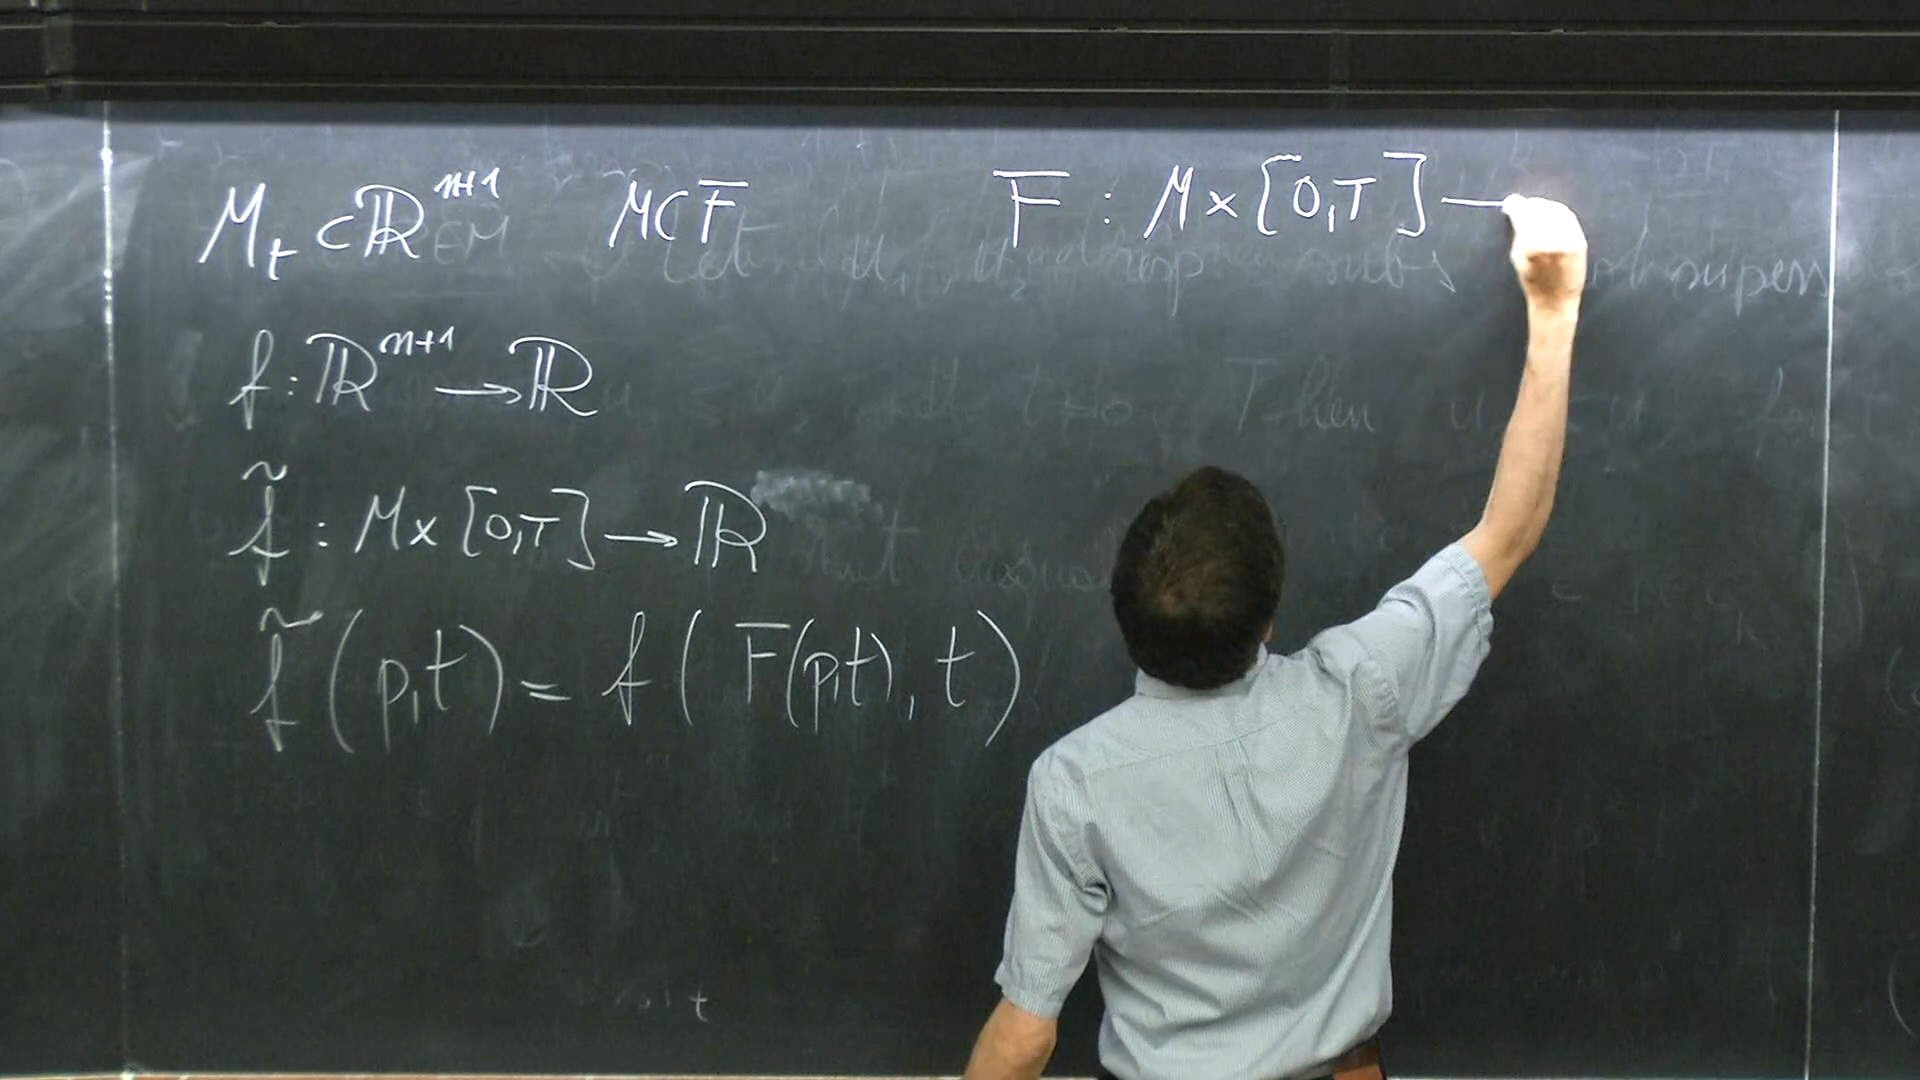 M_t ⊂ ℝ^{n+1} MCF F : M × [0,T] —
f : ℝ^{n+1} → ℝ
f̃ : M × [0,T] → ℝ
f̃ (p,t) = f ( F(p,t), t )